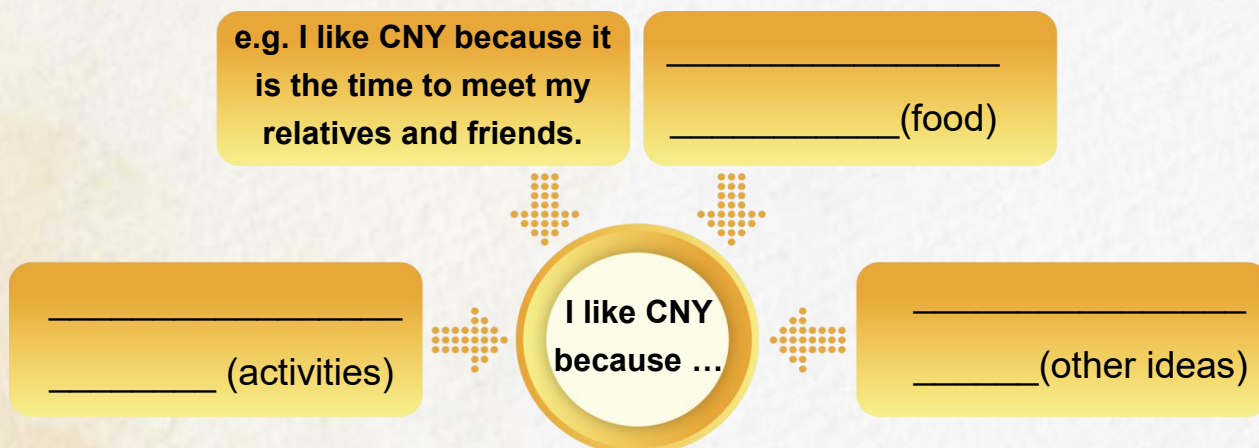 e.g. I like CNY because it
is the time to meet my
relatives and friends.
________________
___________(food)
_________________
________ (activities)
I like CNY
because …
________________
______(other ideas)